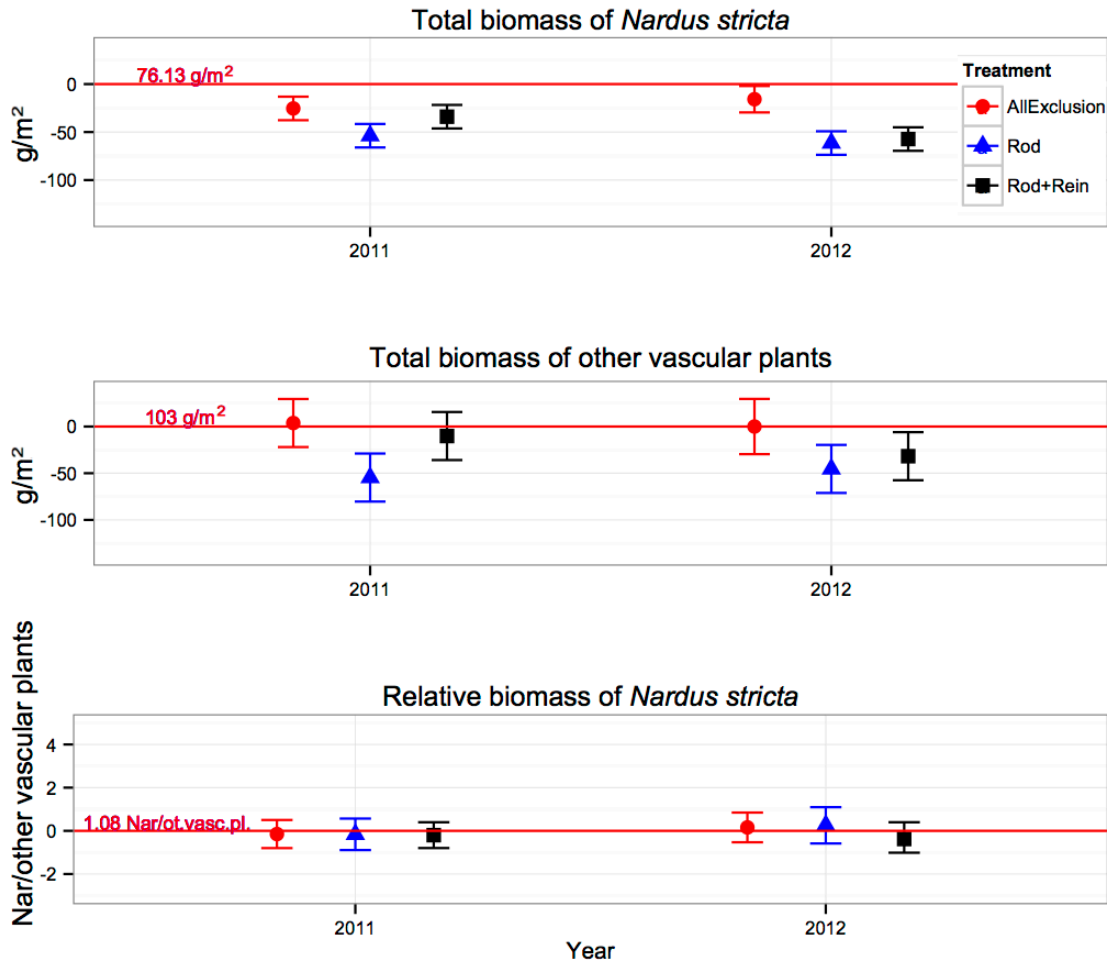 Total biomass of Nardus stricta
g/m²
0
-50
-100
76.13 g/m²
Treatment
AllExclusion
Rod
Rod+Rein
2011
2012
Total biomass of other vascular plants
g/m²
0
-50
-100
103 g/m²
2011
2012
Relative biomass of Nardus stricta
Nar/other vascular plants
4
2
0
-2
1.08 Nar/ot.vasc.pl.
2011
2012
Year